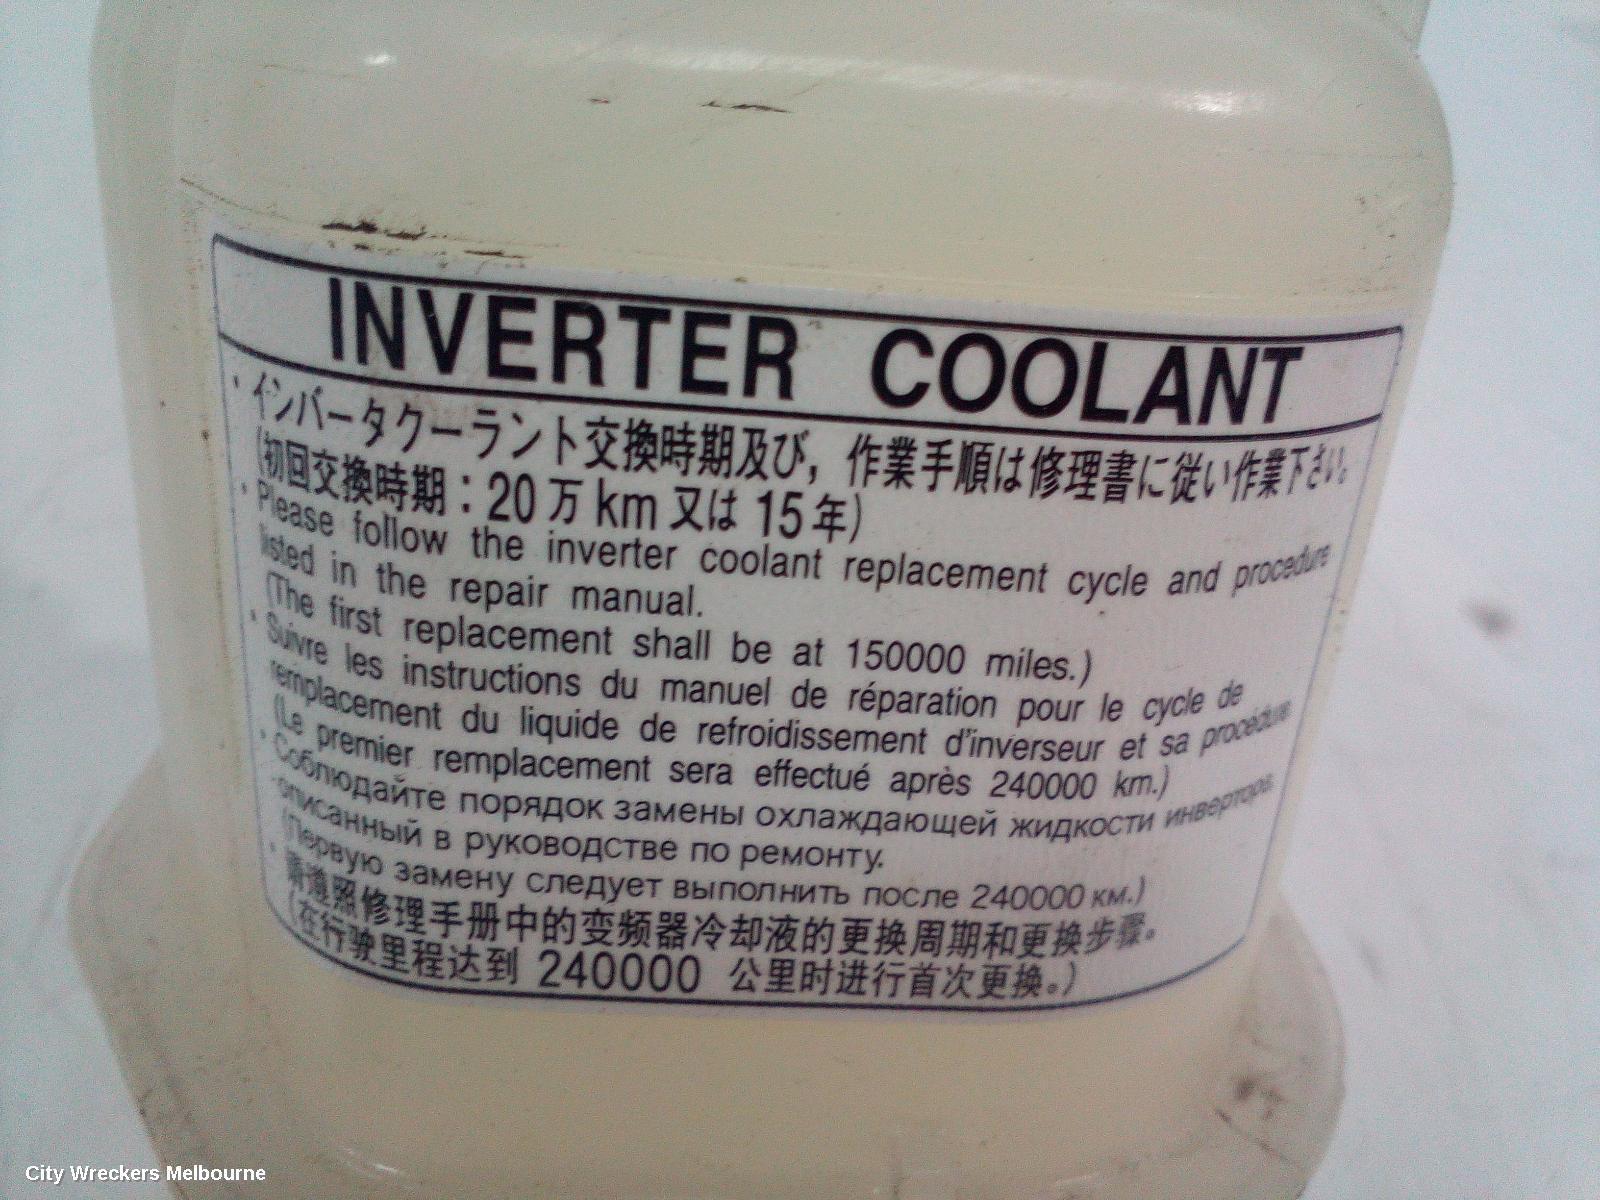 INVERTER COOLANT
・インバータクーラント交換時期及び，作業手順は修理書に従い作業下さい。
(初回交換時期：20万km又は15年)
・Please follow the inverter coolant replacement cycle and procedure
listed in the repair manual.
(The first replacement shall be at 150000 miles.)
・Suivre les instructions du manuel de réparation pour le cycle de
remplacement du liquide de refroidissement d'inverseur et sa procédure.
(Le premier remplacement sera effectué après 240000 km.)
・Соблюдайте порядок замены охлаждающей жидкости инвертора,
описанный в руководстве по ремонту.
(Первую замену следует выполнить после 240000 км.)
・请遵照修理手册中的变频器冷却液的更换周期和更换步骤。
(在行驶里程达到 240000 公里时进行首次更换。)
City Wreckers Melbourne